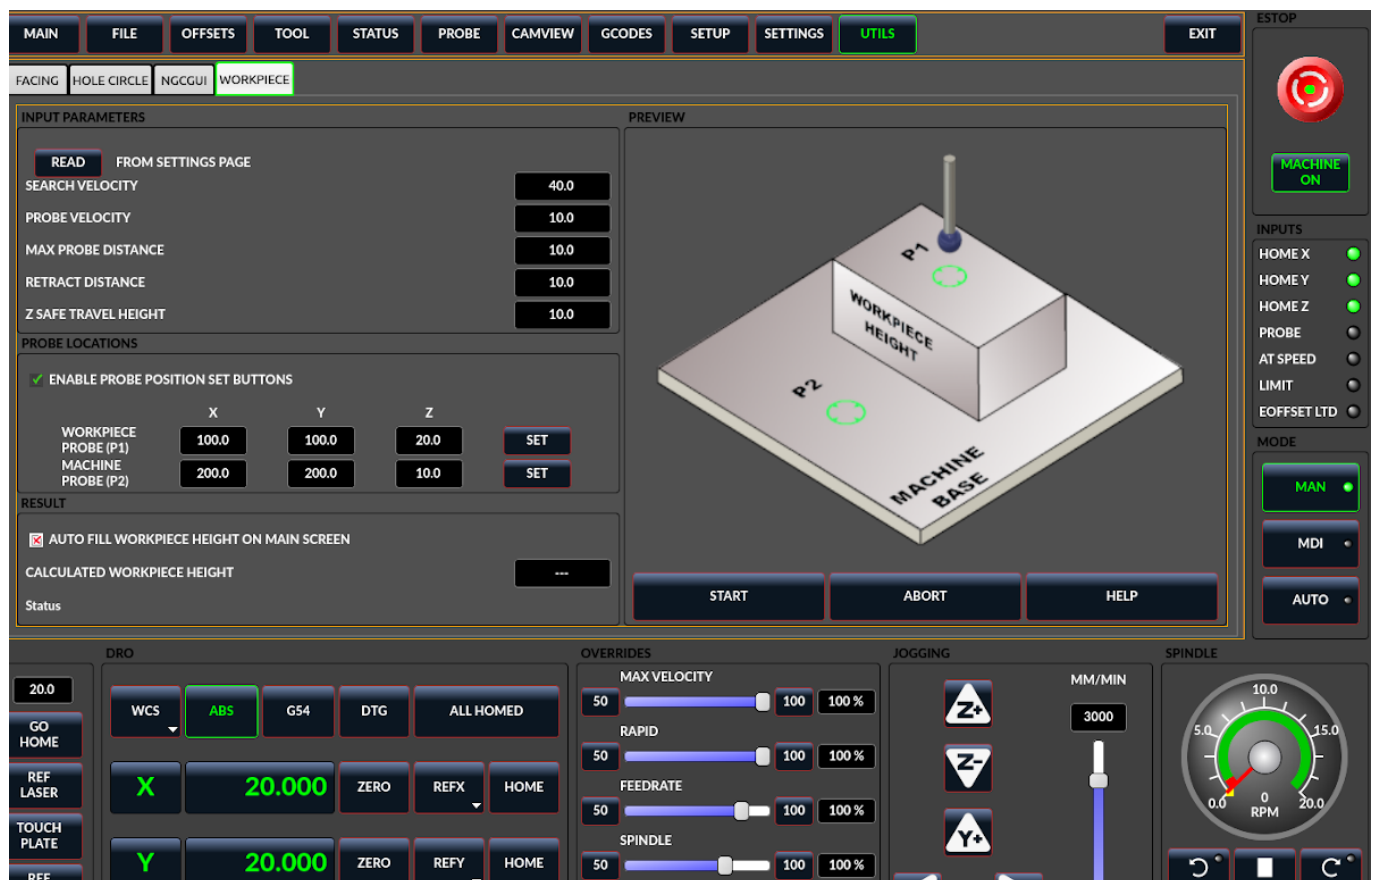 MAIN FILE OFFSETS TOOL STATUS PROBE CAMVIEW GCODES SETUP SETTINGS UTILS EXIT
ESTOP
FACING HOLE CIRCLE NGCGUI WORKPIECE
INPUT PARAMETERS
READ FROM SETTINGS PAGE
SEARCH VELOCITY 40.0
PROBE VELOCITY 10.0
MAX PROBE DISTANCE 10.0
RETRACT DISTANCE 10.0
Z SAFE TRAVEL HEIGHT 10.0
PROBE LOCATIONS
ENABLE PROBE POSITION SET BUTTONS
X Y Z
WORKPIECE
PROBE (P1) 100.0 100.0 20.0 SET
MACHINE
PROBE (P2) 200.0 200.0 10.0 SET
RESULT
AUTO FILL WORKPIECE HEIGHT ON MAIN SCREEN
CALCULATED WORKPIECE HEIGHT ---
Status
PREVIEW
P1
WORKPIECE
HEIGHT
P2
MACHINE
BASE
START ABORT HELP
MACHINE
ON
INPUTS
HOME X
HOME Y
HOME Z
PROBE
AT SPEED
LIMIT
EOFFSET LTD
MODE
MAN
MDI
AUTO
20.0
GO
HOME
REF
LASER
TOUCH
PLATE
REF
DRO
WCS ABS G54 DTG ALL HOMED
X 20.000 ZERO REFX HOME
Y 20.000 ZERO REFY HOME
OVERRIDES
MAX VELOCITY
50 100 100 %
RAPID
50 100 100 %
FEEDRATE
50 100 100 %
SPINDLE
50 100 100 %
JOGGING
Z+
Z-
Y+
MM/MIN
3000
SPINDLE
10.0
5.0 15.0
0.0 0 20.0
RPM